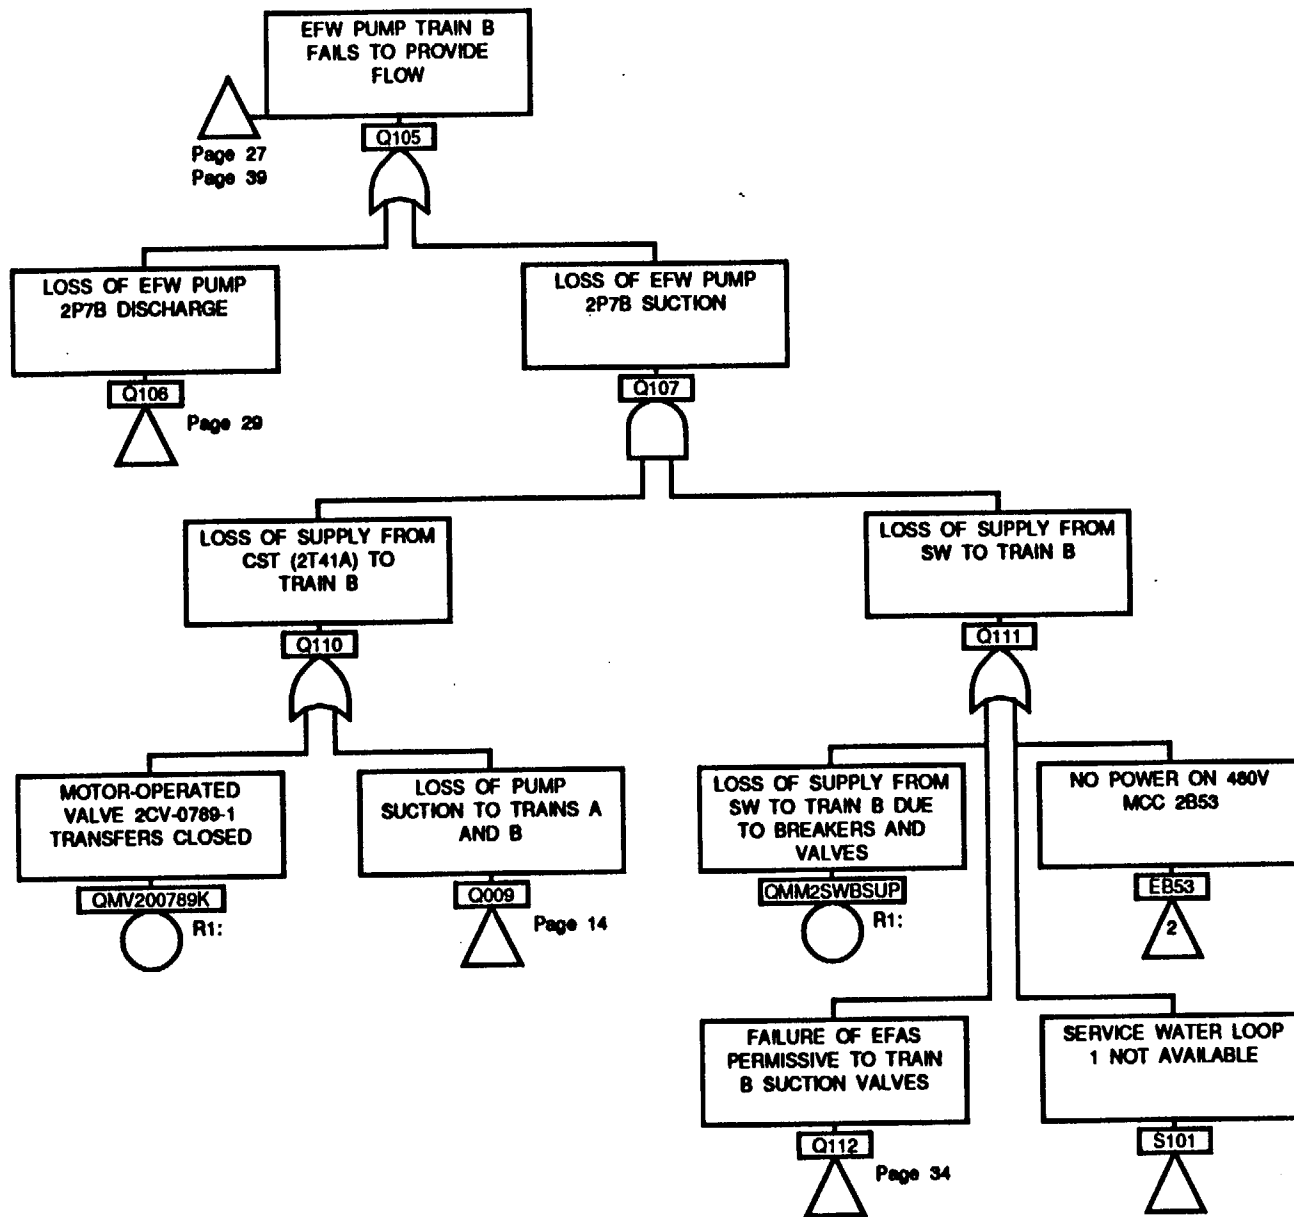 EFW PUMP TRAIN B
FAILS TO PROVIDE
FLOW
Q105
Page 27
Page 39
LOSS OF EFW PUMP
2P7B DISCHARGE
Q106
Page 29
LOSS OF EFW PUMP
2P7B SUCTION
Q107
LOSS OF SUPPLY FROM
CST (2T41A) TO
TRAIN B
Q110
LOSS OF SUPPLY FROM
SW TO TRAIN B
Q111
MOTOR-OPERATED
VALVE 2CV-0789-1
TRANSFERS CLOSED
QMV200789K
R1:
LOSS OF PUMP
SUCTION TO TRAINS A
AND B
Q009
Page 14
LOSS OF SUPPLY FROM
SW TO TRAIN B DUE
TO BREAKERS AND
VALVES
QMM2SWBSUP
R1:
NO POWER ON 480V
MCC 2B53
EB53
2
FAILURE OF EFAS
PERMISSIVE TO TRAIN
B SUCTION VALVES
Q112
Page 34
SERVICE WATER LOOP
1 NOT AVAILABLE
S101